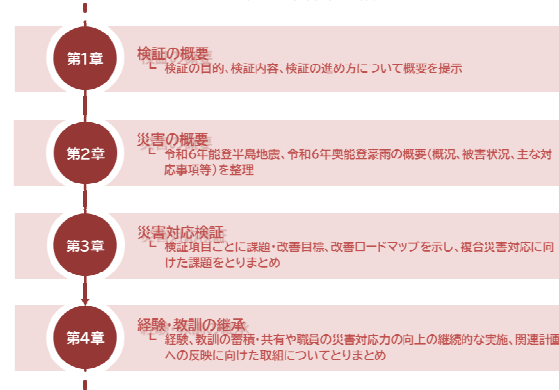 第1章
検証の概要
└ 検証の目的、検証内容、検証の進め方について概要を提示
第2章
災害の概要
└ 令和6年能登半島地震、令和6年奥能登豪雨の概要(概況、被害状況、主な対
応事項等)を整理
第3章
災害対応検証
└ 検証項目ごとに課題・改善目標、改善ロードマップを示し、複合災害対応に向
けた課題をとりまとめ
第4章
経験・教訓の継承
└ 経験、教訓の蓄積・共有や職員の災害対応力の向上の継続的な実施、関連計画
への反映に向けた取組についてとりまとめ